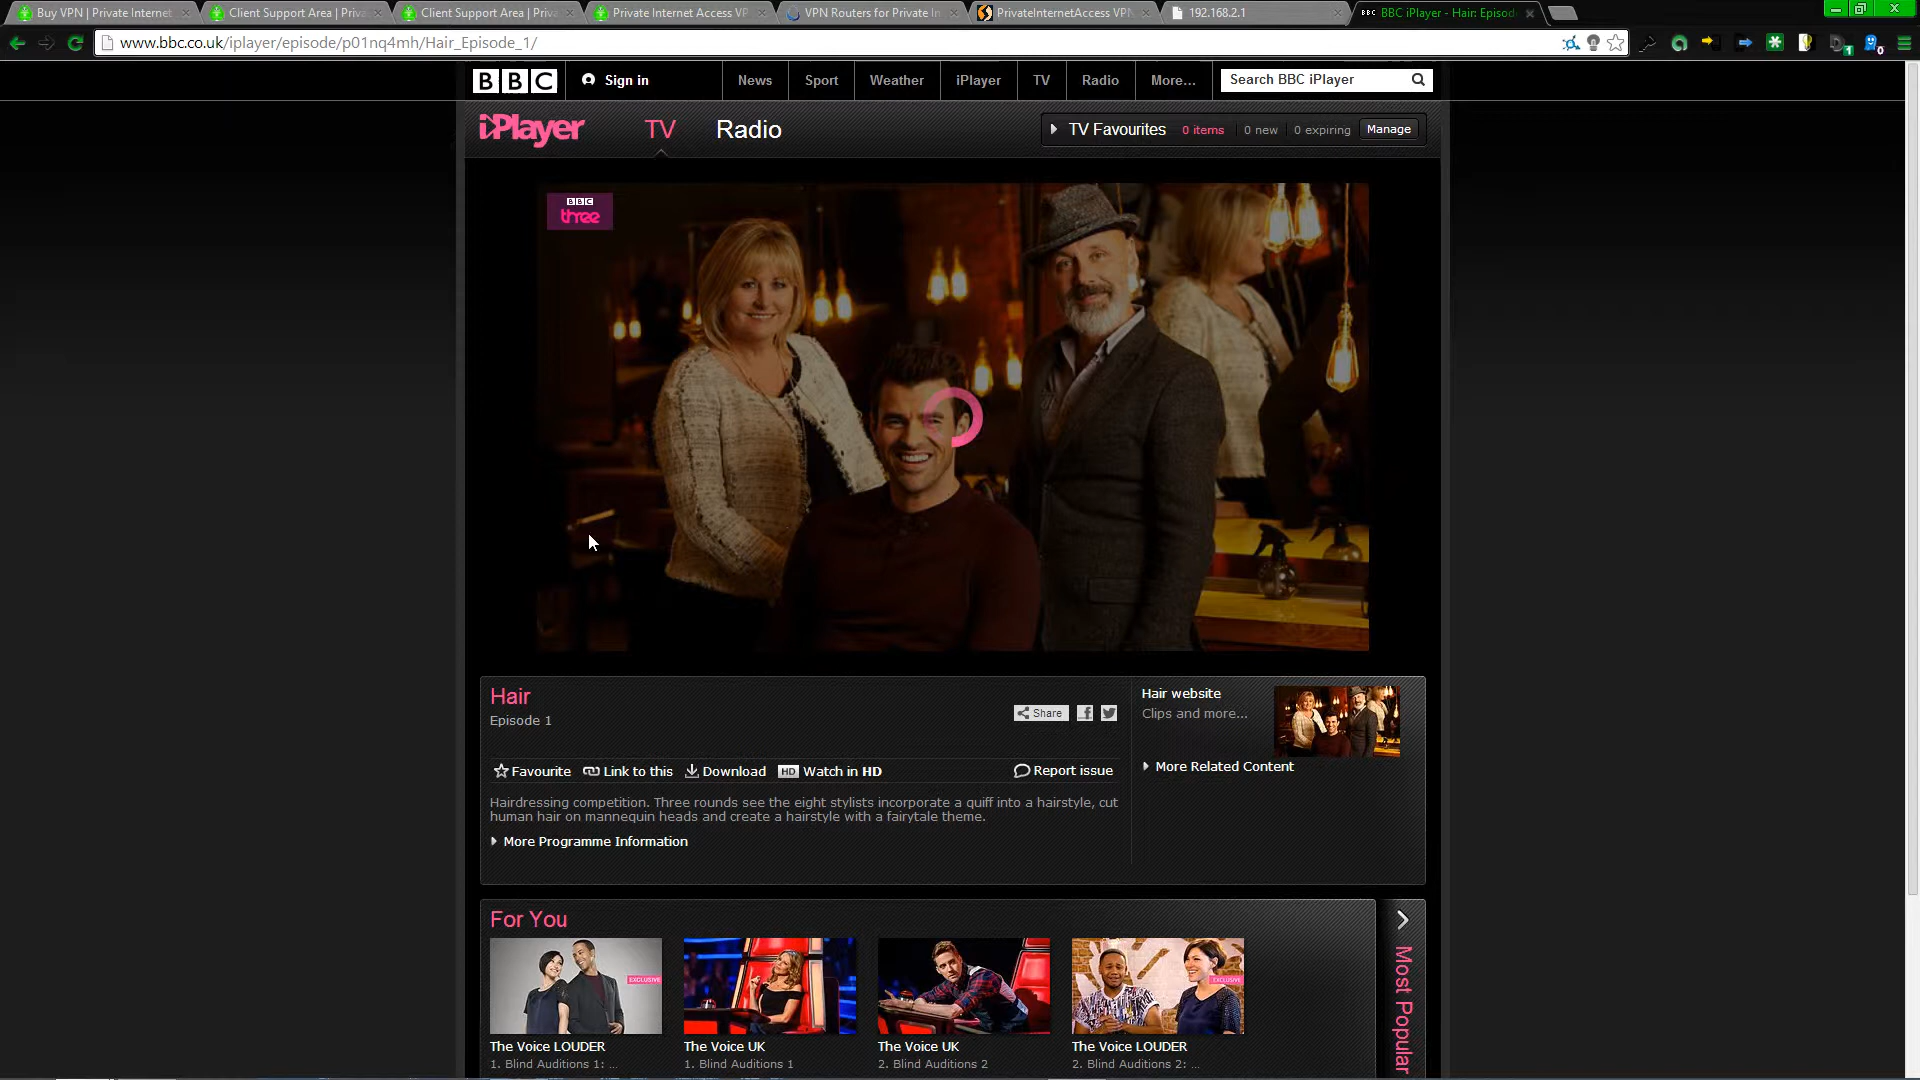 Buy VPN | Private Internet
Client Support Area | Priva
Client Support Area | Priva
Private Internet Access VP
VPN Routers for Private In
PrivateInternetAccess VPN
192.168.2.1
BBC iPlayer - Hair: Episod
www.bbc.co.uk/iplayer/episode/p01nq4mh/Hair_Episode_1/
BBC
Sign in
News
Sport
Weather
iPlayer
TV
Radio
More...
Search BBC iPlayer
iPlayer
TV
Radio
TV Favourites
0 items
0 new
0 expiring
Manage
BBC
three
Hair
Episode 1
Share
Hair website
Clips and more...
Favourite
Link to this
Download
HD Watch in HD
Report issue
More Related Content
Hairdressing competition. Three rounds see the eight stylists incorporate a quiff into a hairstyle, cut
human hair on mannequin heads and create a hairstyle with a fairytale theme.
More Programme Information
For You
Most Popular
EXCLUSIVE
EXCLUSIVE
The Voice LOUDER
1. Blind Auditions 1: ...
The Voice UK
1. Blind Auditions 1
The Voice UK
2. Blind Auditions 2
The Voice LOUDER
2. Blind Auditions 2: ...